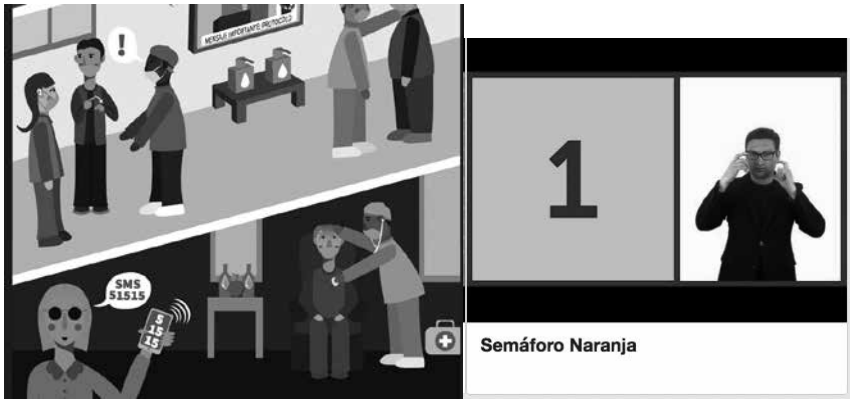 !
MENSAJE IMPORTANTE: PROTOCOLO
SMS
51515
5
15
15
1
Semáforo Naranja